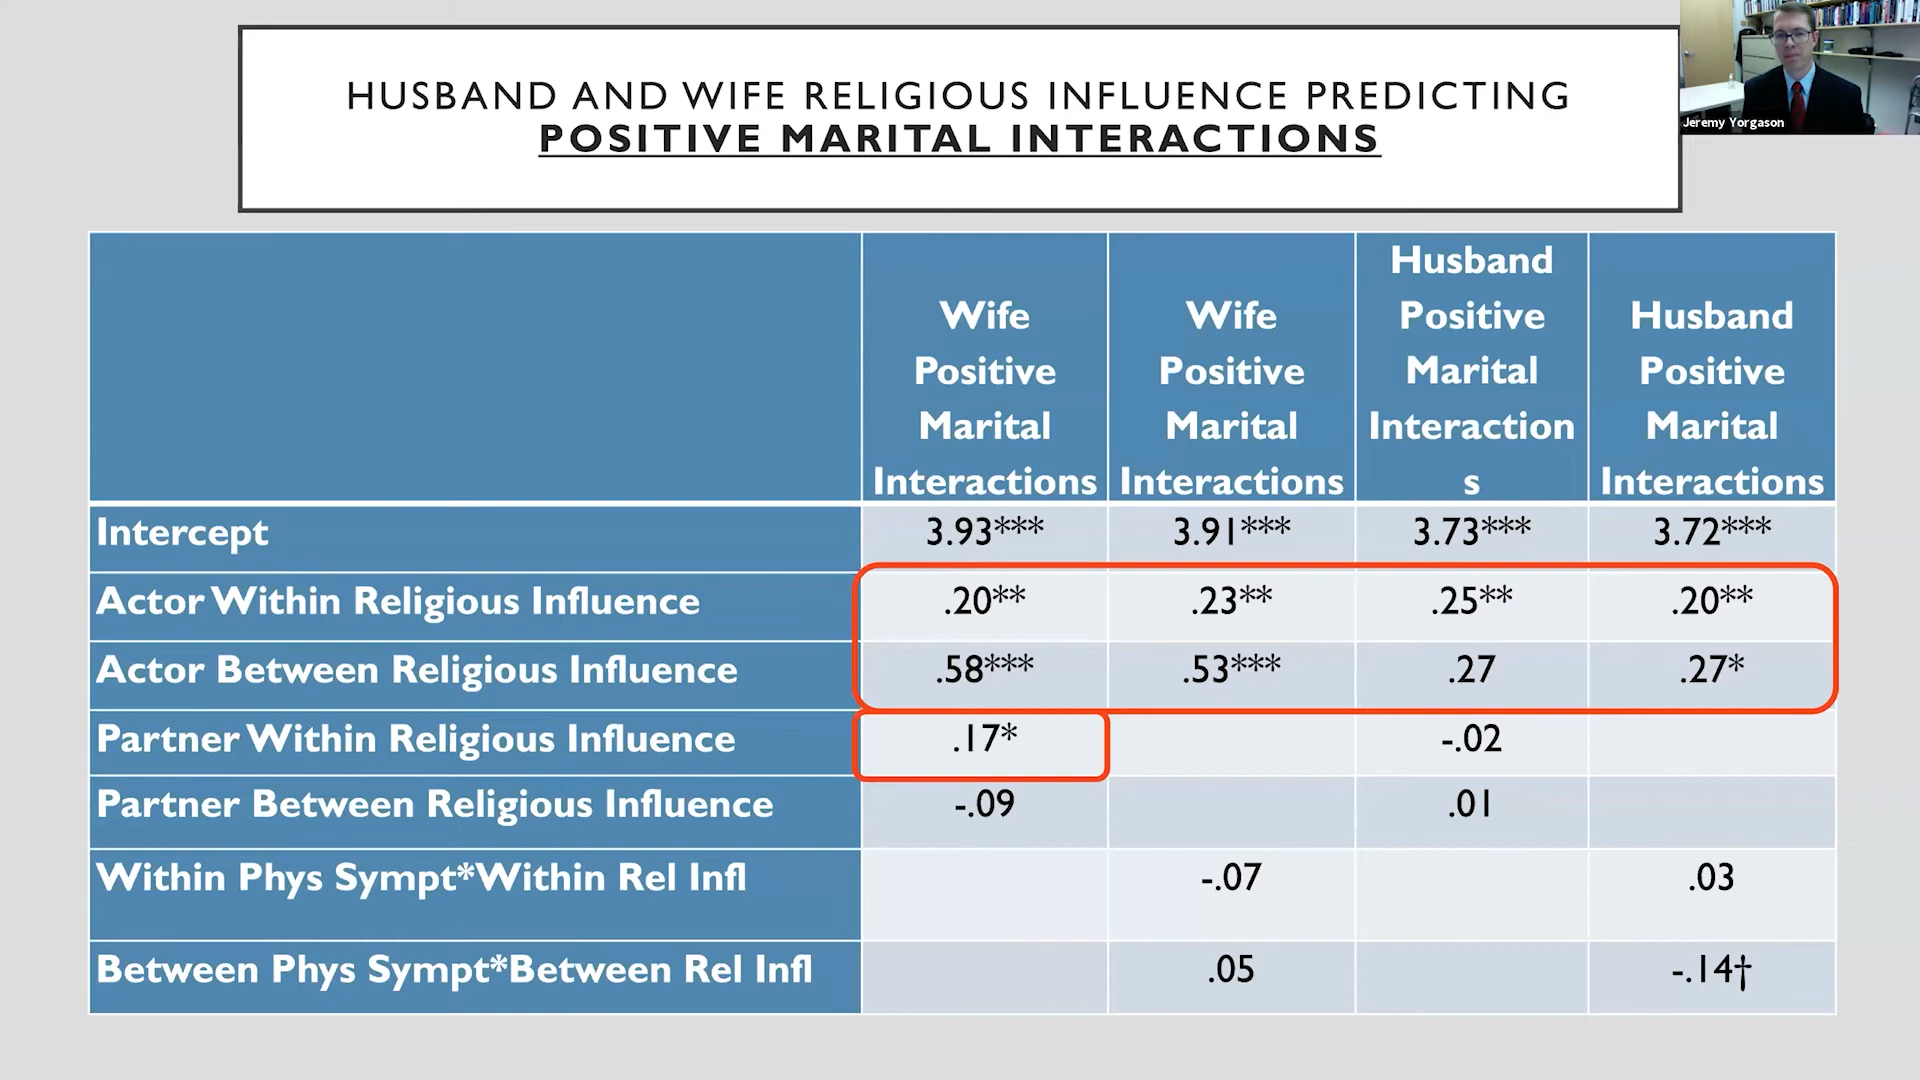 HUSBAND AND WIFE RELIGIOUS INFLUENCE PREDICTING
POSITIVE MARITAL INTERACTIONS
Jeremy Yorgason
Wife Positive Marital Interactions
Wife Positive Marital Interactions
Husband Positive Marital Interactions
Husband Positive Marital Interactions
Intercept 3.93*** 3.91*** 3.73*** 3.72***
Actor Within Religious Influence .20** .23** .25** .20**
Actor Between Religious Influence .58*** .53*** .27 .27*
Partner Within Religious Influence .17* -.02
Partner Between Religious Influence -.09 .01
Within Phys Sympt*Within Rel Infl -.07 .03
Between Phys Sympt*Between Rel Infl .05 -.14†